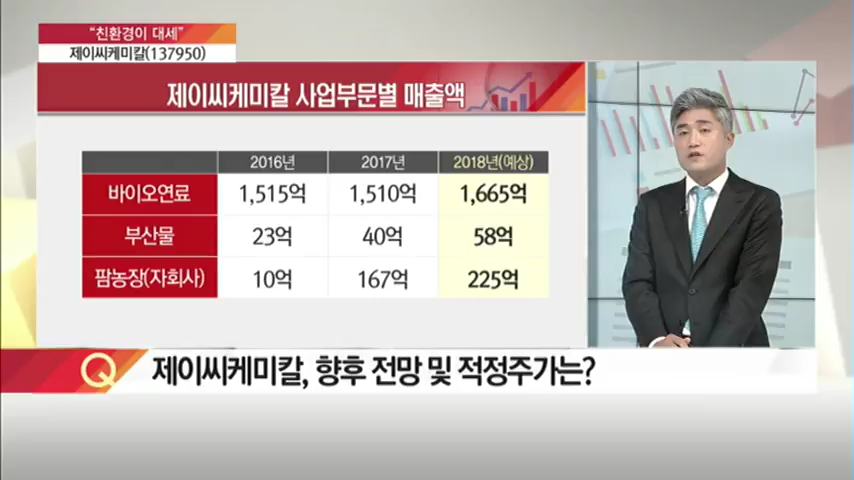 "친환경이 대세"
제이씨케미칼(137950)
제이씨케미칼 사업부문별 매출액
2016년 2017년 2018년(예상)
바이오연료 1,515억 1,510억 1,665억
부산물 23억 40억 58억
팜농장(자회사) 10억 167억 225억
Q 제이씨케미칼, 향후 전망 및 적정주가는?